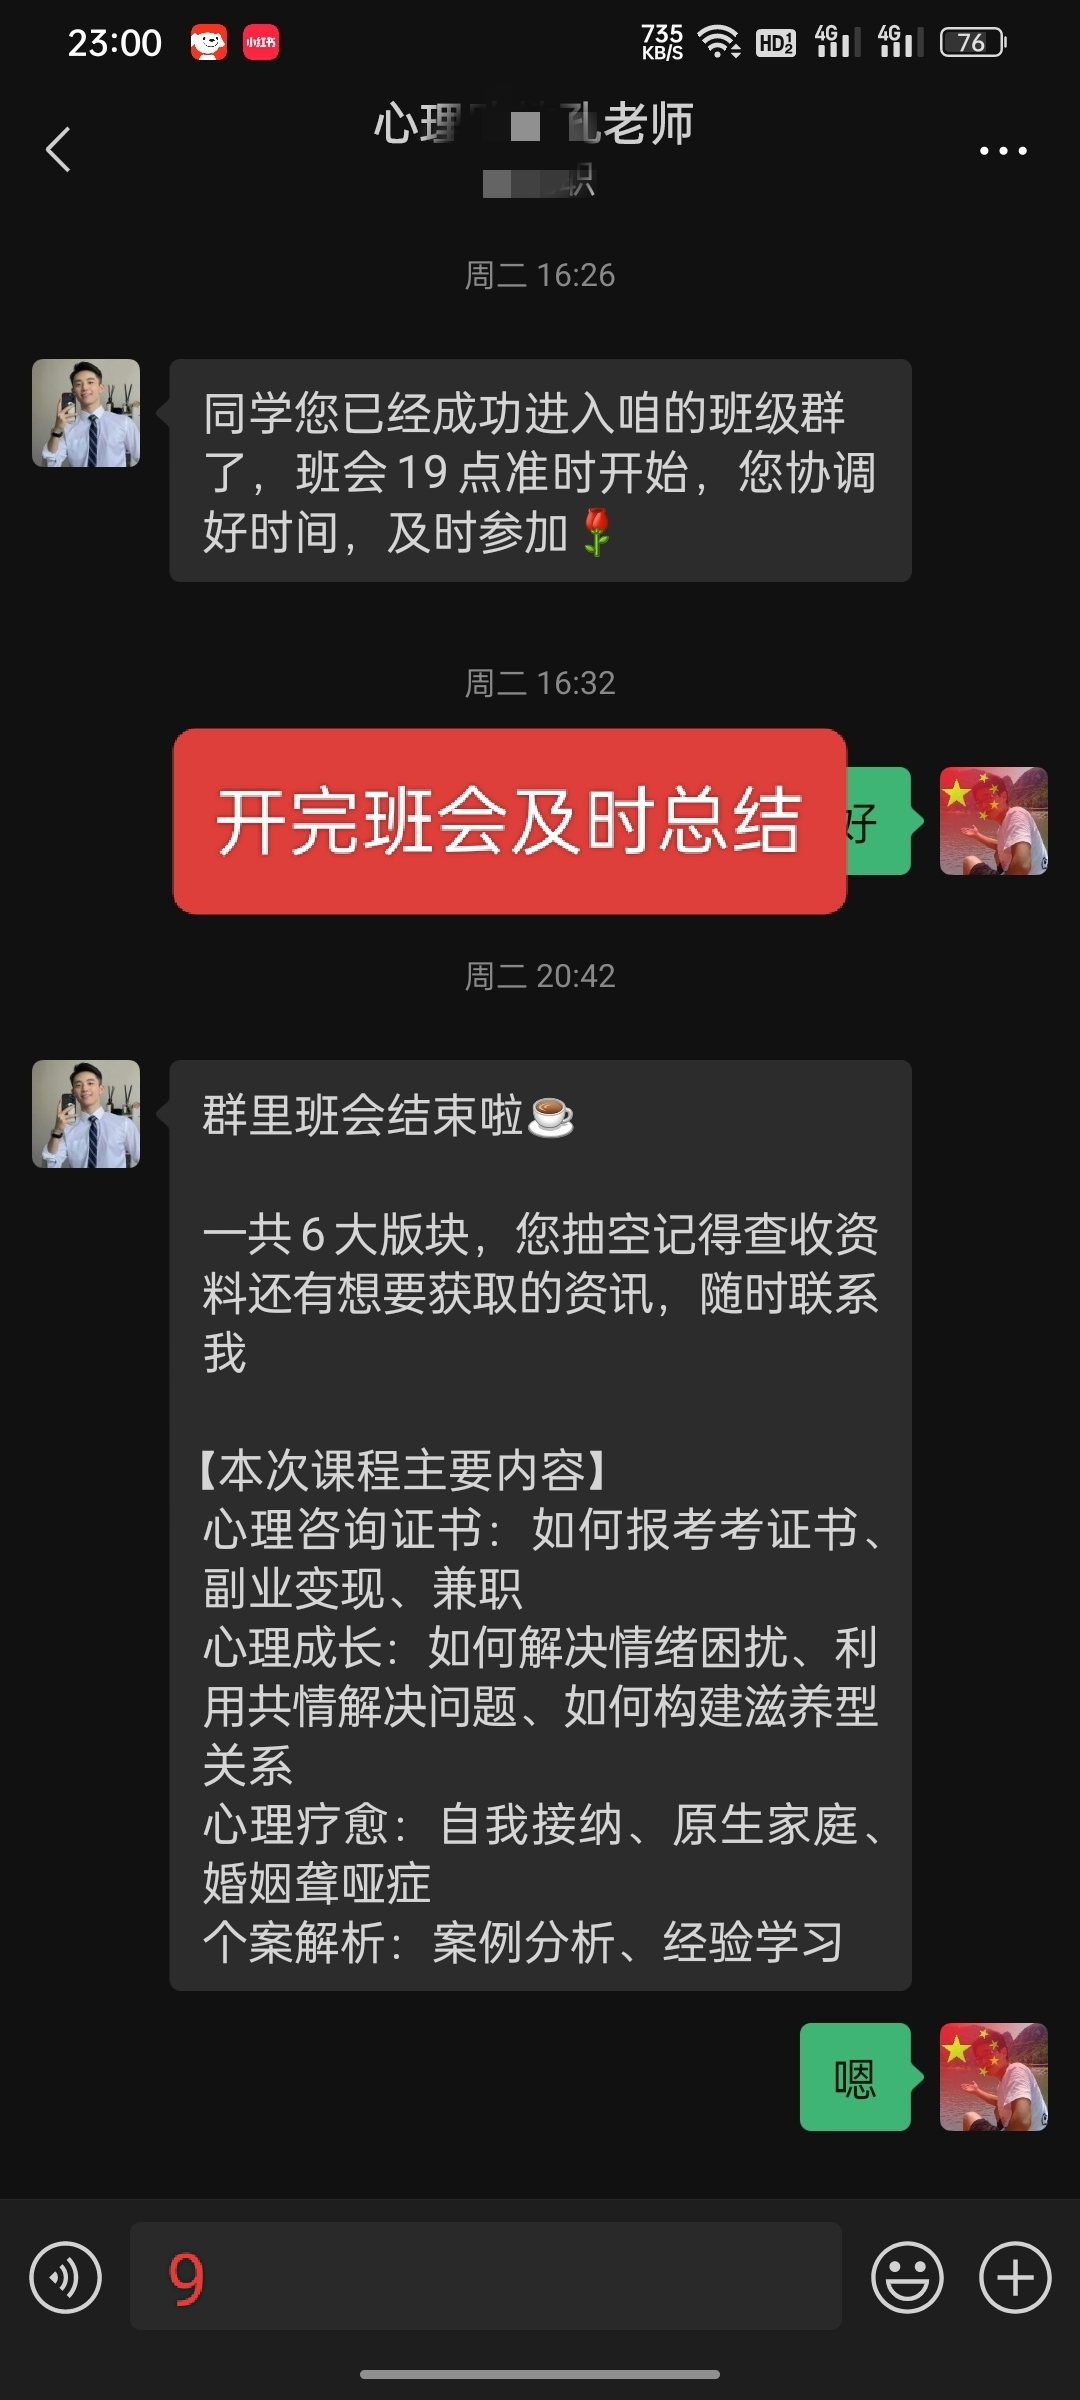 23:00
小红书
735
KB/S
HD
4G
4G
76
心理
孔老师
职
周二 16:26
同学您已经成功进入咱的班级群
了，班会19点准时开始，您协调
好时间，及时参加🌹
周二 16:32
开完班会及时总结
好
周二 20:42
群里班会结束啦☕
一共6大版块，您抽空记得查收资
料还有想要获取的资讯，随时联系
我
【本次课程主要内容】
心理咨询证书：如何报考考证书、
副业变现、兼职
心理成长：如何解决情绪困扰、利
用共情解决问题、如何构建滋养型
关系
心理疗愈：自我接纳、原生家庭、
婚姻聋哑症
个案解析：案例分析、经验学习
嗯
9